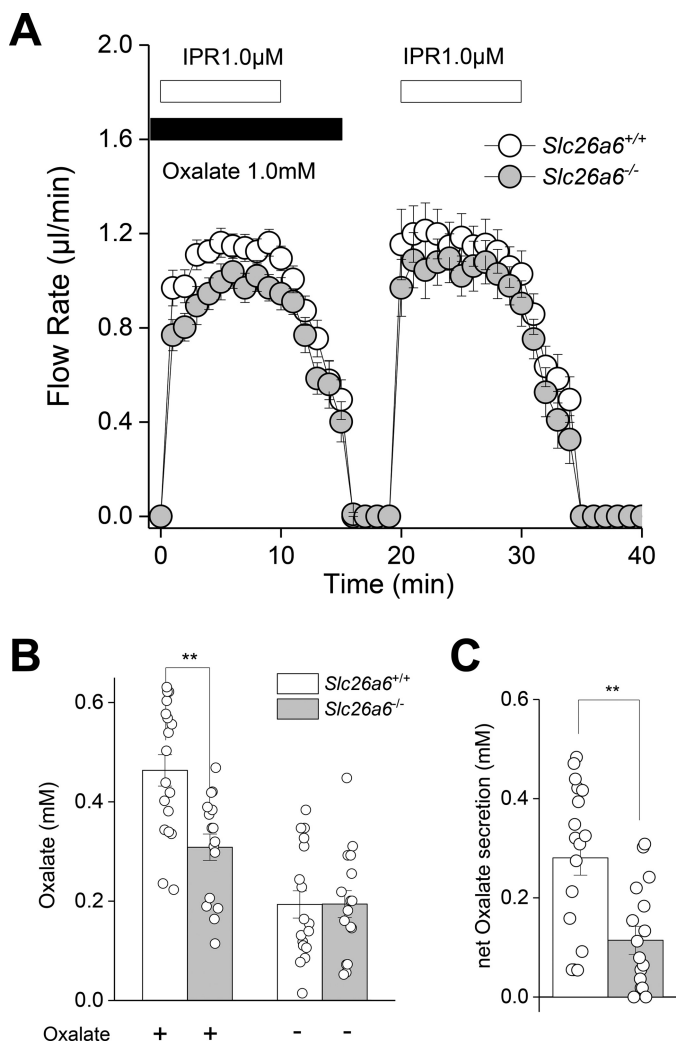 A
2.0
IPR1.0µM IPR1.0µM
1.6
Slc26a6+/+
Oxalate 1.0mM
Slc26a6-/-
1.2
0.8
0.4
0.0
Flow Rate (µl/min)
0 10 20 30 40
Time (min)
B
**
Slc26a6+/+
Slc26a6-/-
0.6
0.4
0.2
0.0
Oxalate (mM)
Oxalate + + - -
C
**
0.6
0.4
0.2
0.0
net Oxalate secretion (mM)